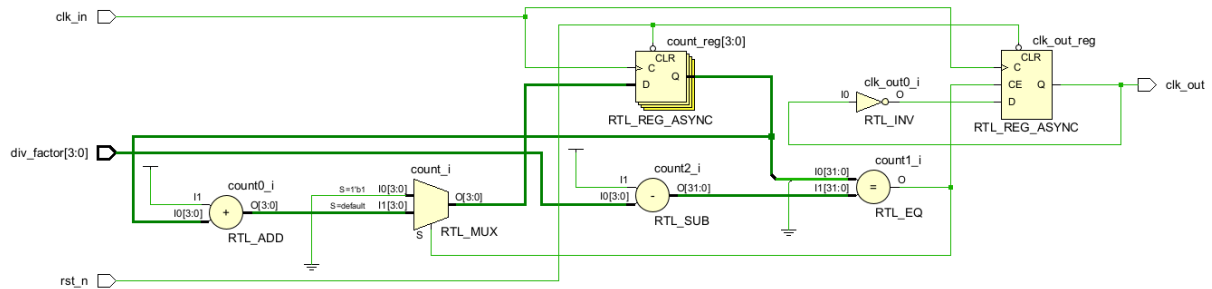 clk_in
div_factor[3:0]
rst_n
count0_i
I1
I0[3:0]
+
O[3:0]
RTL_ADD
count_i
S=1'b1
I0[3:0]
S=default
I1[3:0]
O[3:0]
S
RTL_MUX
count_reg[3:0]
CLR
C
D
Q
RTL_REG_ASYNC
count2_i
I1
I0[3:0]
-
O[31:0]
RTL_SUB
count1_i
I0[31:0]
I1[31:0]
=
O
RTL_EQ
clk_out0_i
I0
O
RTL_INV
clk_out_reg
CLR
C
CE
D
Q
RTL_REG_ASYNC
clk_out